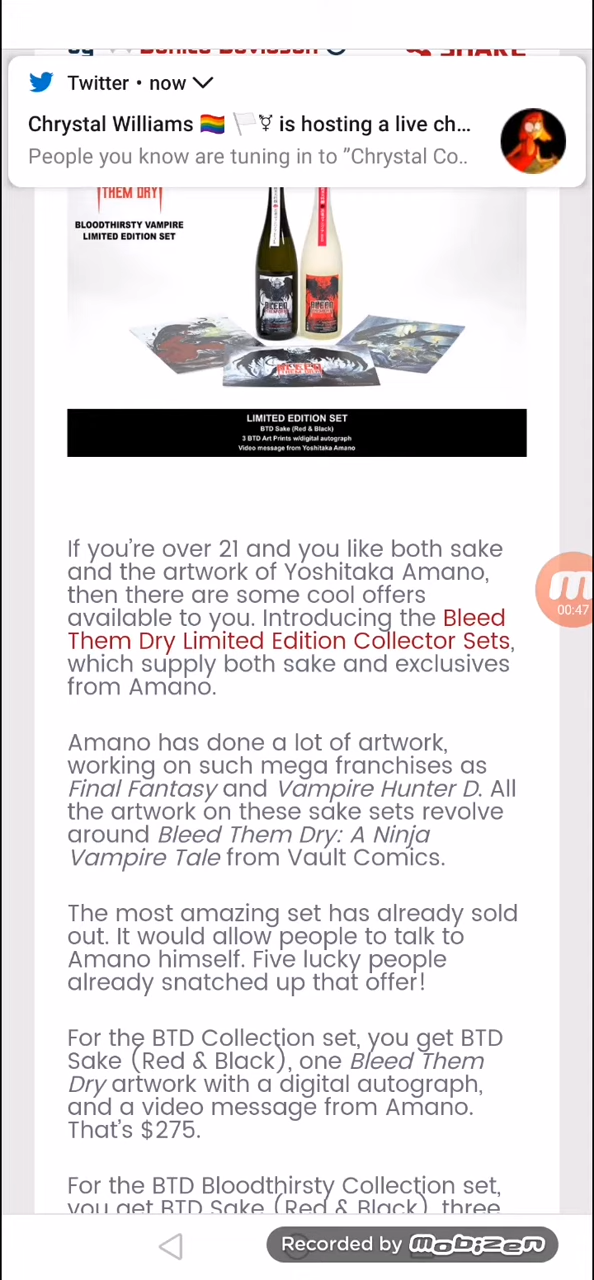 Twitter • now
Chrystal Williams 🏳️‍🌈 🏳️⚧ is hosting a live ch...
People you know are tuning in to "Chrystal Co..
THEM DRY
BLOODTHIRSTY VAMPIRE
LIMITED EDITION SET
BLEED
LIMITED EDITION SET
BTD Sake (Red & Black)
3 BTD Art Prints w/digital autograph
Video message from Yoshitaka Amano
If you're over 21 and you like both sake
and the artwork of Yoshitaka Amano,
then there are some cool offers
available to you. Introducing the Bleed
Them Dry Limited Edition Collector Sets,
which supply both sake and exclusives
from Amano.
00:47
Amano has done a lot of artwork,
working on such mega franchises as
Final Fantasy and Vampire Hunter D. All
the artwork on these sake sets revolve
around Bleed Them Dry: A Ninja
Vampire Tale from Vault Comics.
The most amazing set has already sold
out. It would allow people to talk to
Amano himself. Five lucky people
already snatched up that offer!
For the BTD Collection set, you get BTD
Sake (Red & Black), one Bleed Them
Dry artwork with a digital autograph,
and a video message from Amano.
That's $275.
For the BTD Bloodthirsty Collection set,
you get BTD Sake (Red & Black), three
Recorded by mobizen